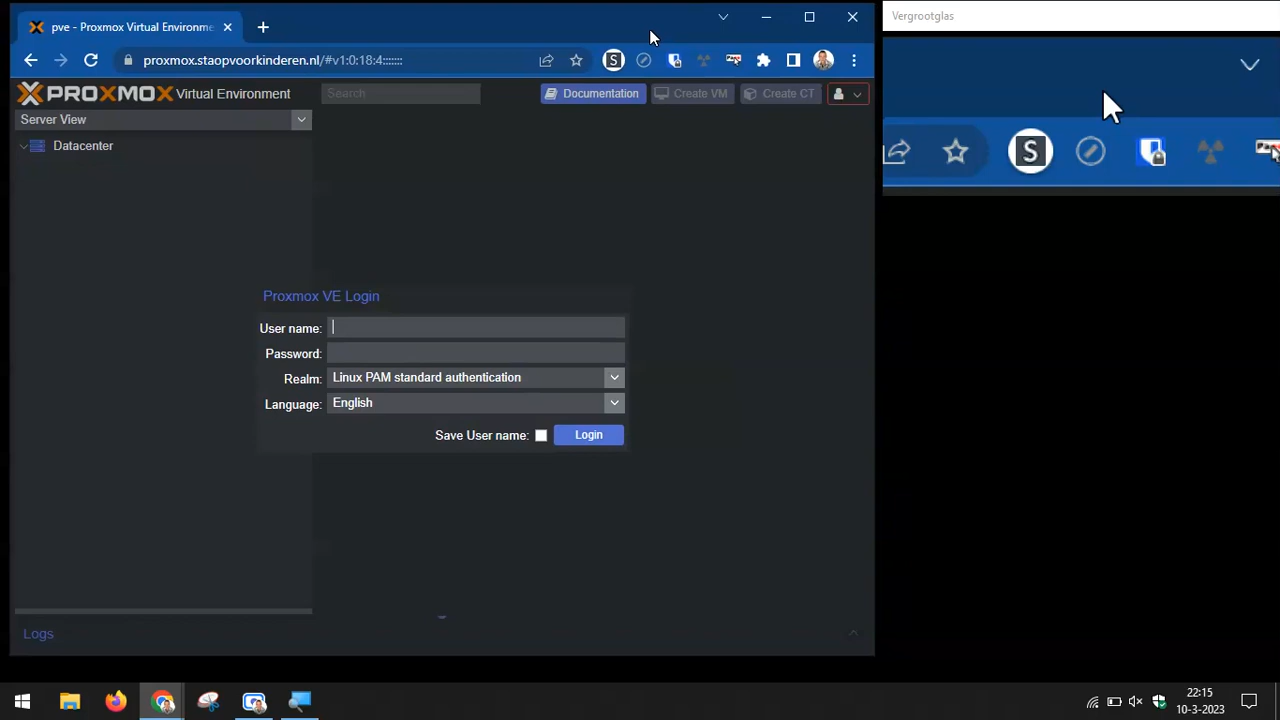 pve - Proxmox Virtual Environme
Vergrootglas
proxmox.staopvoorkinderen.nl/#v1:0:18:4:::::::
S
S
PROXMOX Virtual Environment
Search
Documentation
Create VM
Create CT
Server View
Datacenter
Proxmox VE Login
User name:
Password:
Realm: Linux PAM standard authentication
Language: English
Save User name:
Login
Logs
22:15
10-3-2023